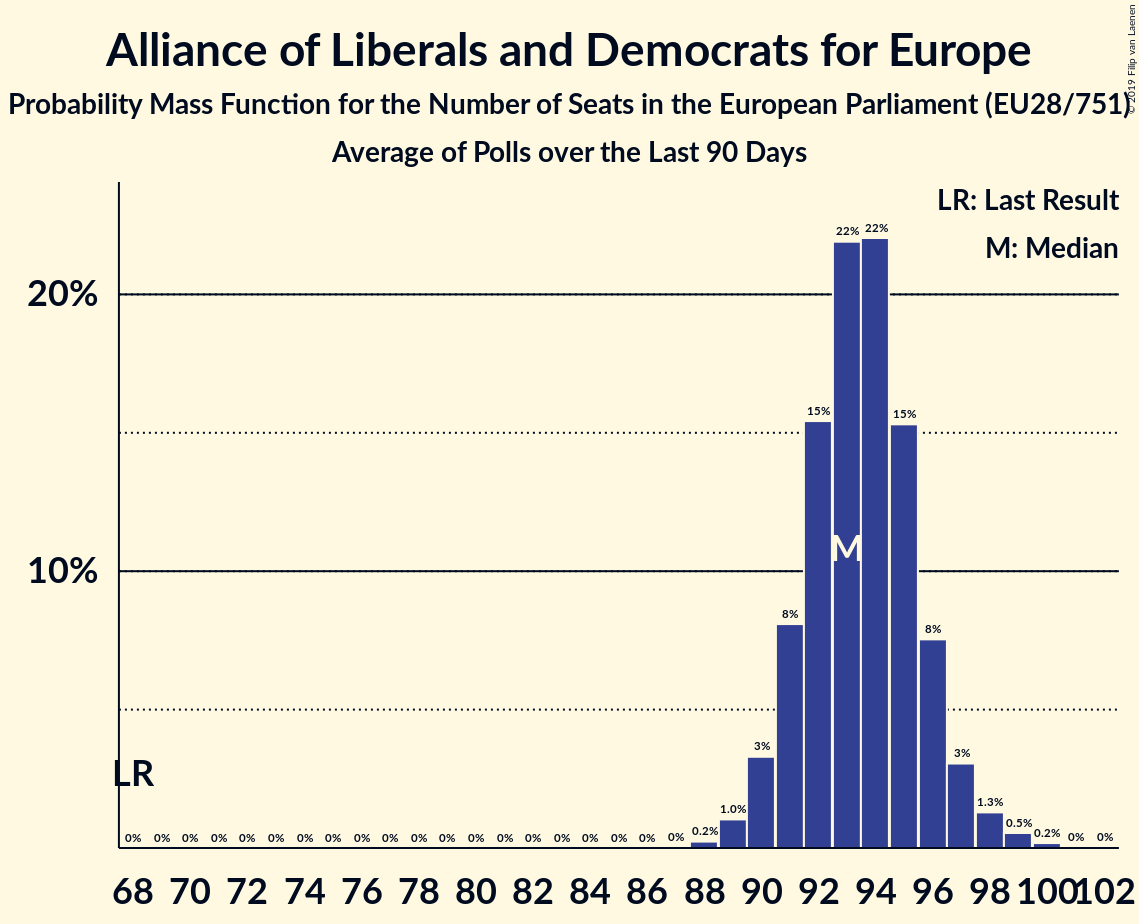 Alliance of Liberals and Democrats for Europe
Probability Mass Function for the Number of Seats in the European Parliament (EU28/751)
Average of Polls over the Last 90 Days
© 2019 Filip van Laenen
LR: Last Result
M: Median
22% 22%
20%
15% 15%
M
10%
8% 8%
3% 3%
LR
1.0% 1.3%
0% 0% 0% 0% 0% 0% 0% 0% 0% 0% 0% 0% 0% 0% 0% 0% 0% 0% 0% 0% 0.2% 0.5% 0.2% 0% 0%
68 70 72 74 76 78 80 82 84 86 88 90 92 94 96 98 100 102